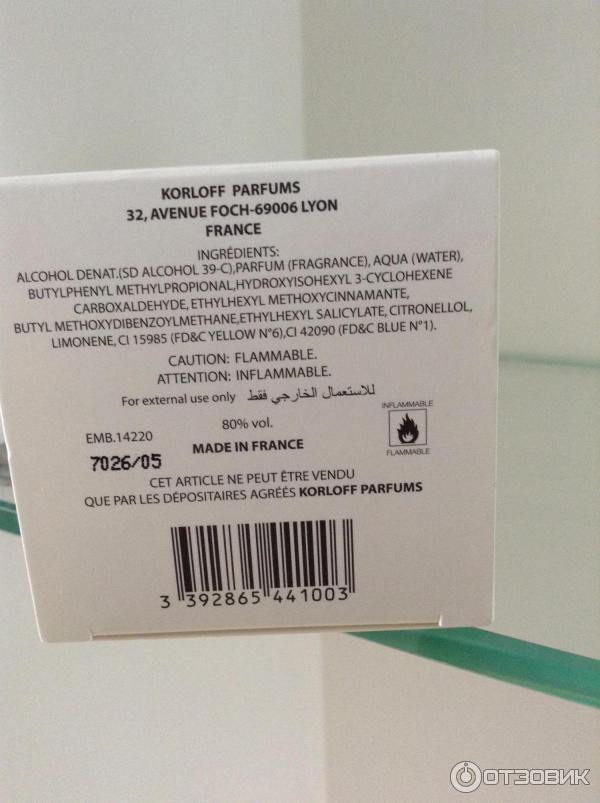 KORLOFF PARFUMS
32, AVENUE FOCH-69006 LYON
FRANCE
INGRÉDIENTS:
ALCOHOL DENAT.(SD ALCOHOL 39-C),PARFUM (FRAGRANCE), AQUA (WATER),
BUTYLPHENYL METHYLPROPIONAL,HYDROXYISOHEXYL 3-CYCLOHEXENE
CARBOXALDEHYDE, ETHYLHEXYL METHOXYCINNAMANTE,
BUTYL METHOXYDIBENZOYLMETHANE,ETHYLHEXYL SALICYLATE, CITRONELLOL,
LIMONENE, CI 15985 (FD&C YELLOW N°6),CI 42090 (FD&C BLUE N°1).
CAUTION: FLAMMABLE.
ATTENTION: INFLAMMABLE.
For external use only للاستعمال الخارجي فقط
INFLAMMABLE
80% vol.
EMB.14220
MADE IN FRANCE
FLAMMABLE
7026/05
CET ARTICLE NE PEUT ÊTRE VENDU
QUE PAR LES DÉPOSITAIRES AGRÉÉS KORLOFF PARFUMS
3 392865 441003
ОТЗОВИК